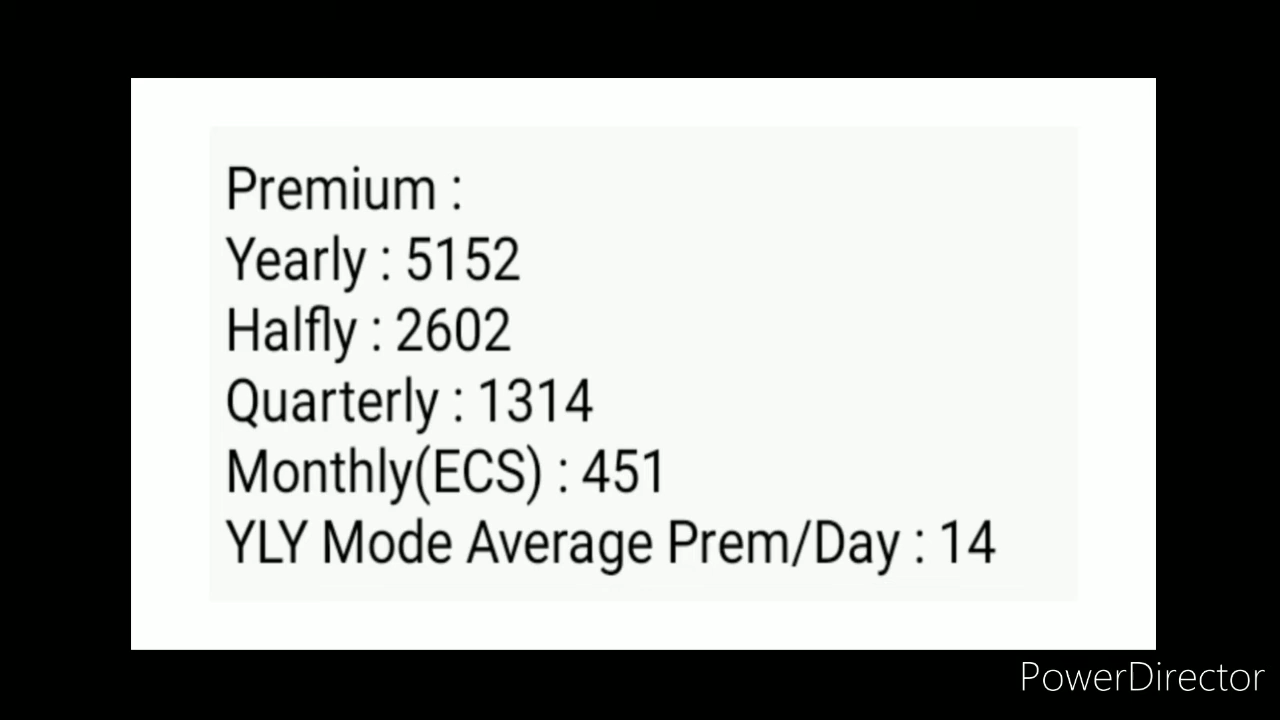 Premium :
Yearly : 5152
Halfly : 2602
Quarterly : 1314
Monthly(ECS) : 451
YLY Mode Average Prem/Day : 14
PowerDirector